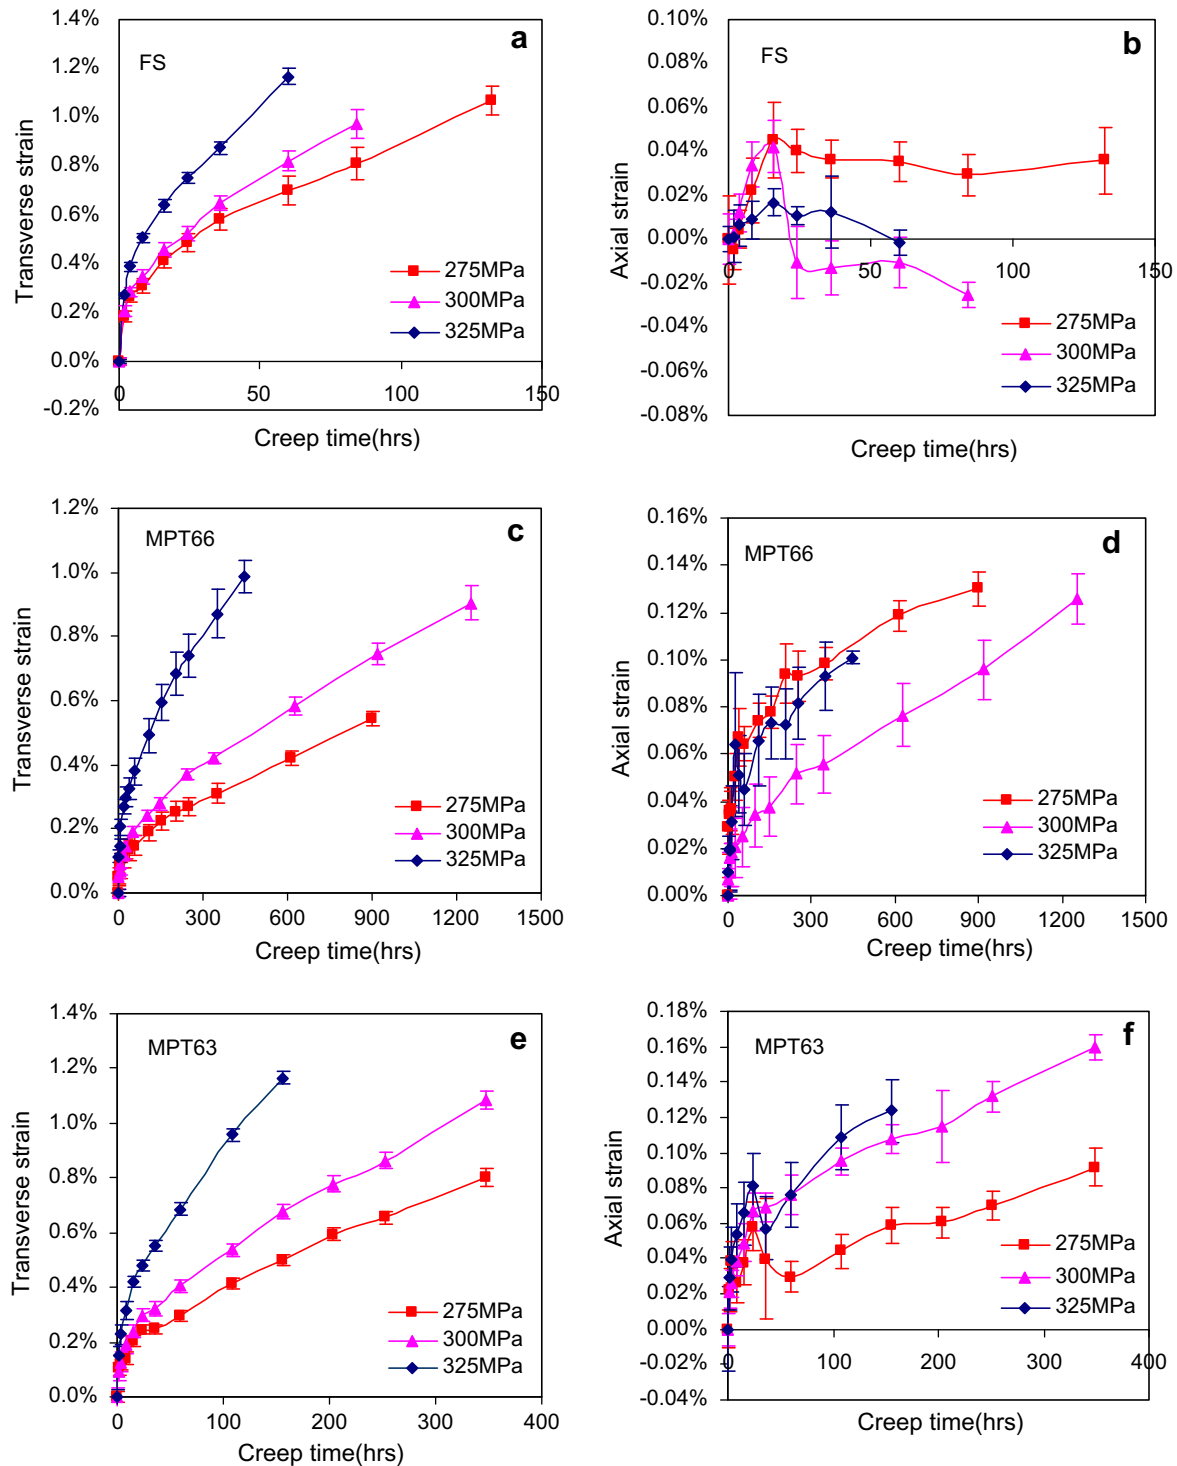 a
FS
Transverse strain
1.4%
1.2%
1.0%
0.8%
0.6%
0.4%
0.2%
0.0%
-0.2%
0 50 100 150
Creep time(hrs)
275MPa
300MPa
325MPa
b
FS
Axial strain
0.10%
0.08%
0.06%
0.04%
0.02%
0.00%
-0.02%
-0.04%
-0.06%
-0.08%
0 50 100 150
Creep time(hrs)
275MPa
300MPa
325MPa
c
MPT66
Transverse strain
1.2%
1.0%
0.8%
0.6%
0.4%
0.2%
0.0%
0 300 600 900 1200 1500
Creep time(hrs)
275MPa
300MPa
325MPa
d
MPT66
Axial strain
0.16%
0.14%
0.12%
0.10%
0.08%
0.06%
0.04%
0.02%
0.00%
0 300 600 900 1200 1500
Creep time(hrs)
275MPa
300MPa
325MPa
e
MPT63
Transverse strain
1.4%
1.2%
1.0%
0.8%
0.6%
0.4%
0.2%
0.0%
0 100 200 300 400
Creep time(hrs)
275MPa
300MPa
325MPa
f
MPT63
Axial strain
0.18%
0.16%
0.14%
0.12%
0.10%
0.08%
0.06%
0.04%
0.02%
0.00%
-0.02%
-0.04%
0 100 200 300 400
Creep time(hrs)
275MPa
300MPa
325MPa